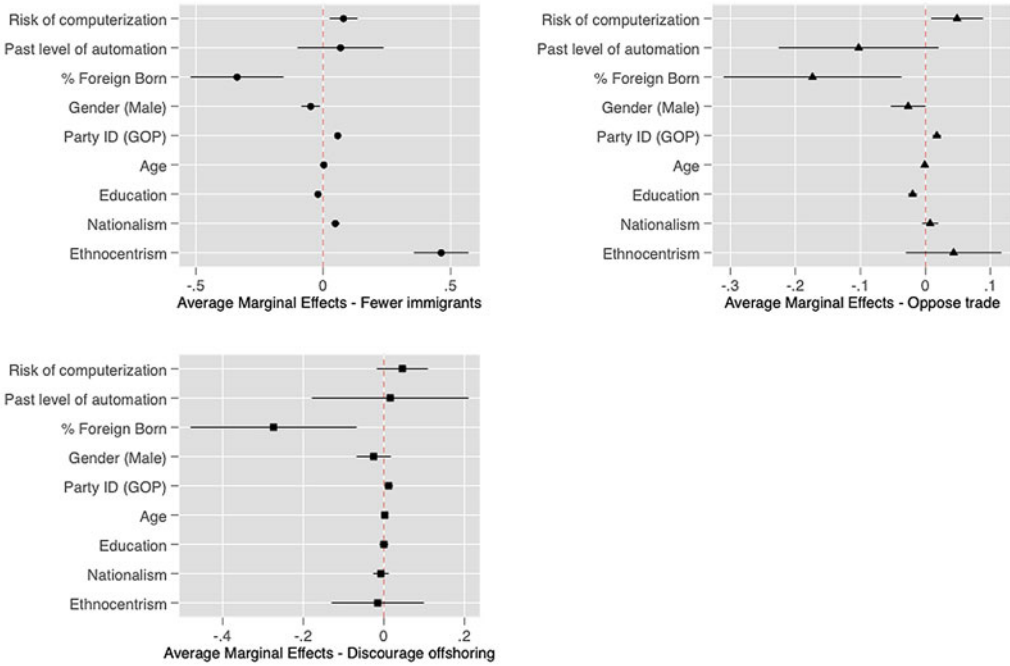 Risk of computerization
Past level of automation
% Foreign Born
Gender (Male)
Party ID (GOP)
Age
Education
Nationalism
Ethnocentrism
-.5 0 .5
Average Marginal Effects - Fewer immigrants
Risk of computerization
Past level of automation
% Foreign Born
Gender (Male)
Party ID (GOP)
Age
Education
Nationalism
Ethnocentrism
-.3 -.2 -.1 0 .1
Average Marginal Effects - Oppose trade
Risk of computerization
Past level of automation
% Foreign Born
Gender (Male)
Party ID (GOP)
Age
Education
Nationalism
Ethnocentrism
-.4 -.2 0 .2
Average Marginal Effects - Discourage offshoring